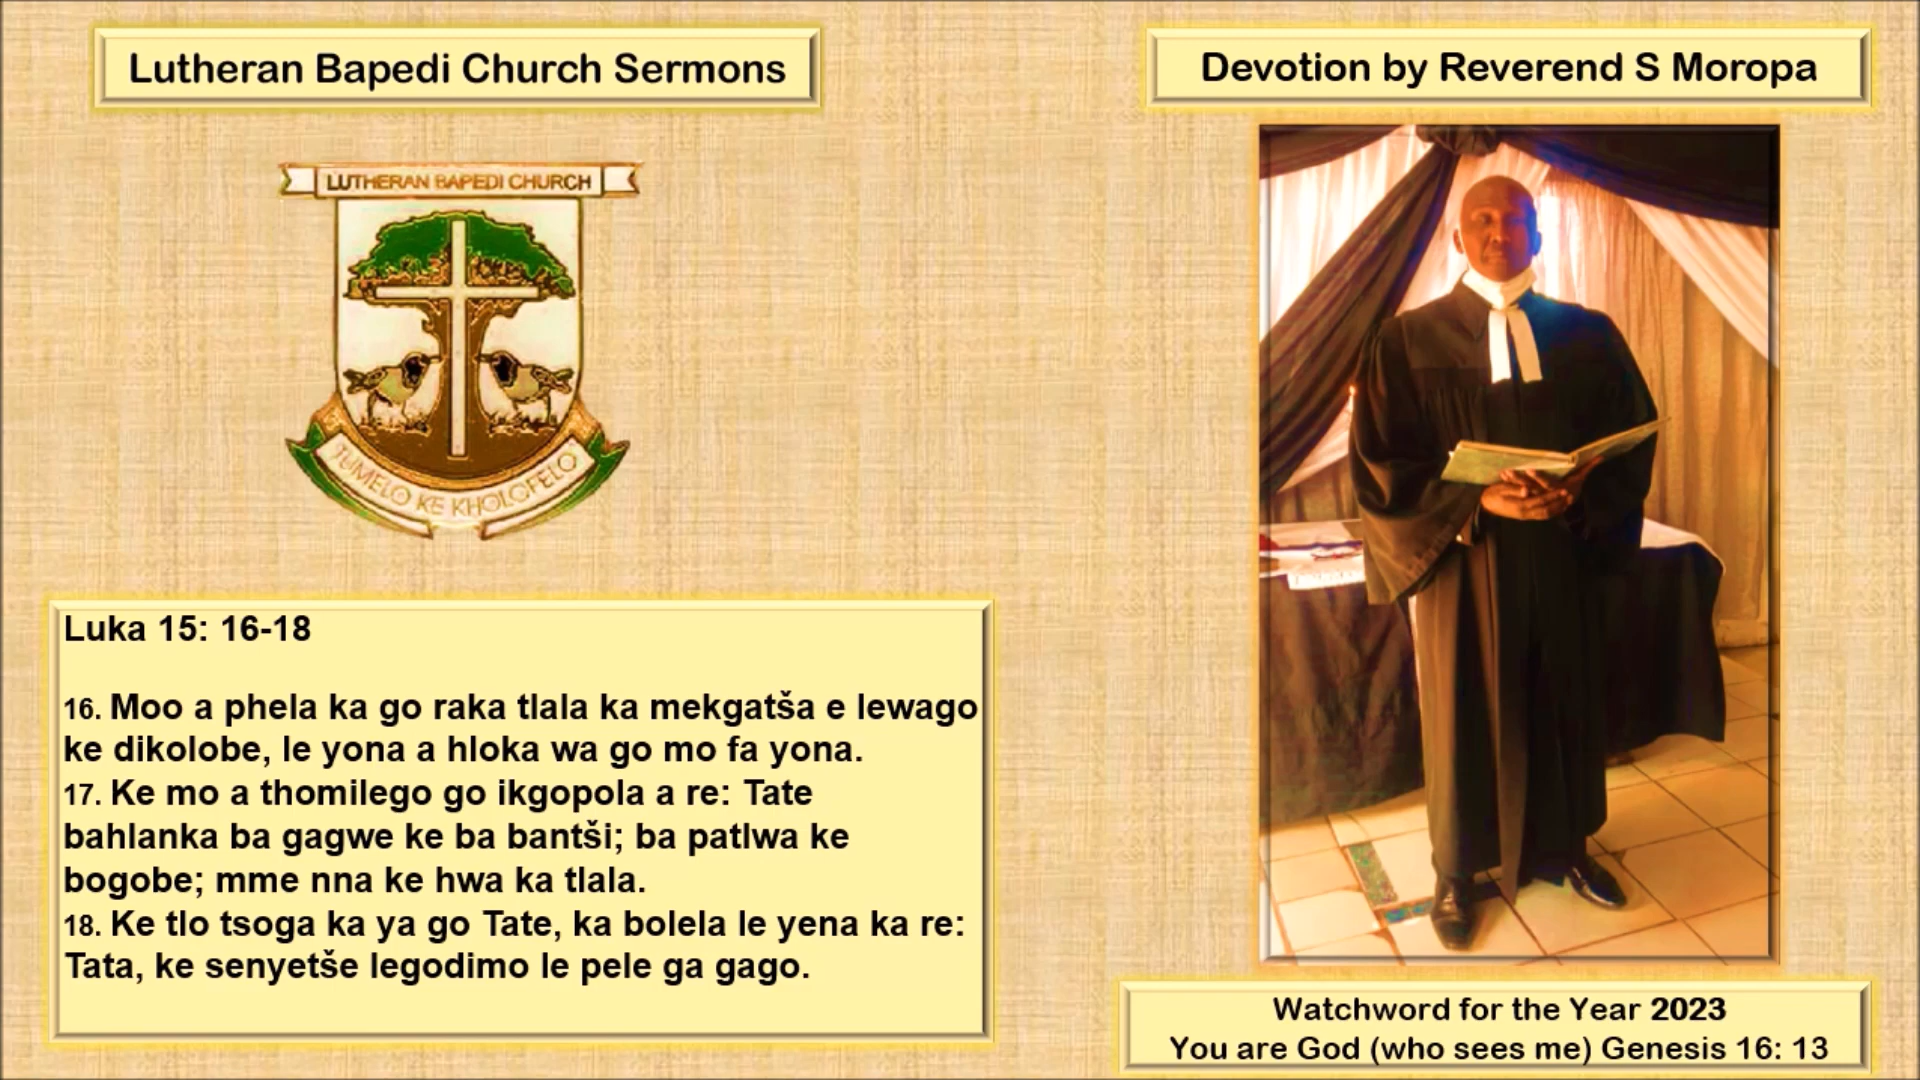 Lutheran Bapedi Church Sermons
LUTHERAN BAPEDI CHURCH
TUMELO KE KHOLOFELO
Luka 15: 16-18
16. Moo a phela ka go raka tlala ka mekgatša e lewago
ke dikolobe, le yona a hloka wa go mo fa yona.
17. Ke mo a thomilego go ikgopola a re: Tate
bahlanka ba gagwe ke ba bantši; ba patlwa ke
bogobe; mme nna ke hwa ka tlala.
18. Ke tlo tsoga ka ya go Tate, ka bolela le yena ka re:
Tata, ke senyetše legodimo le pele ga gago.
Devotion by Reverend S Moropa
Watchword for the Year 2023
You are God (who sees me) Genesis 16: 13